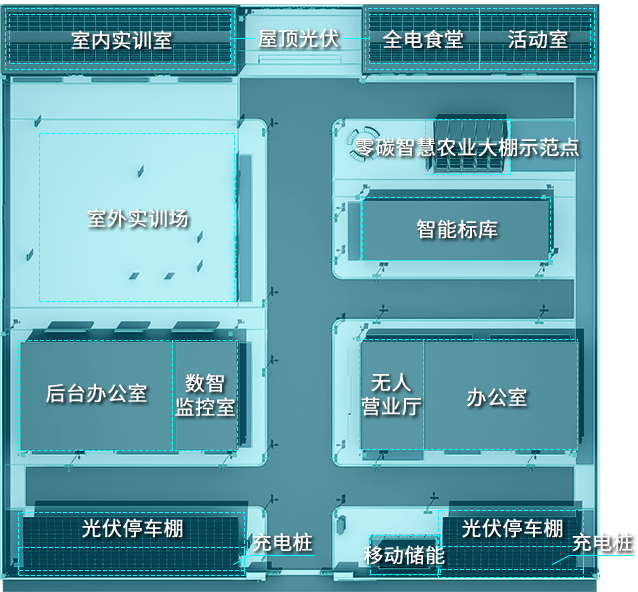 室内实训室
屋顶光伏
全电食堂
活动室
零碳智慧农业大棚示范点
室外实训场
智能标库
后台办公室
数智
监控室
无人
营业厅
办公室
光伏停车棚
充电桩
移动储能
光伏停车棚
充电桩